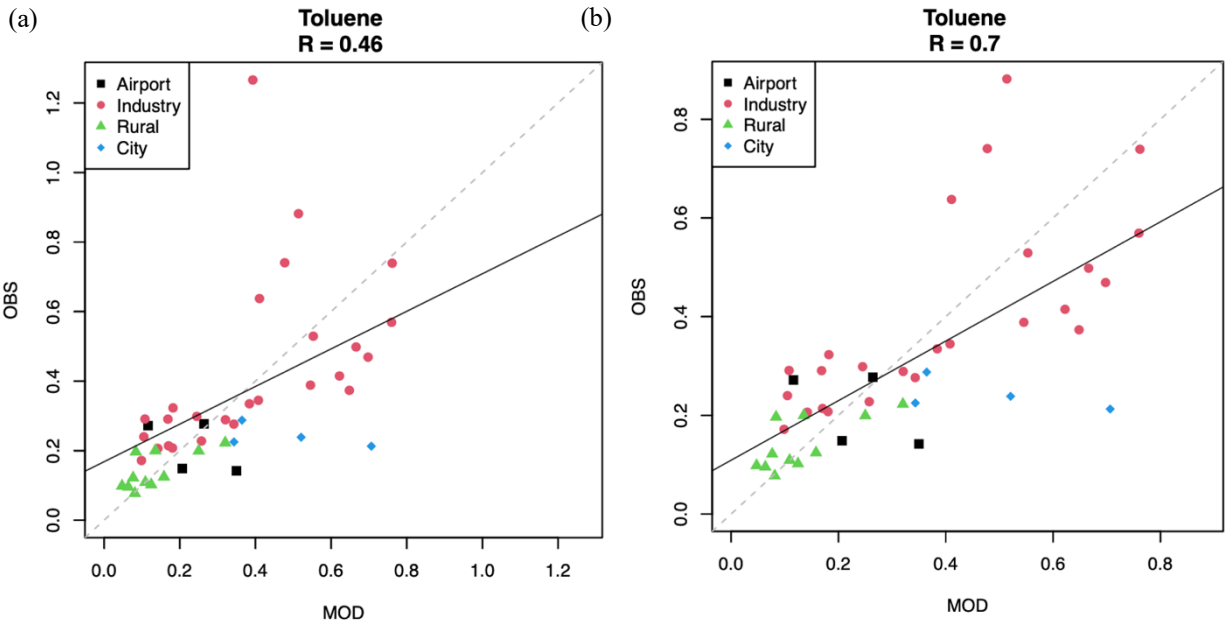 (a)
Toluene
R = 0.46
Airport
Industry
Rural
City
OBS
0.0
0.2
0.4
0.6
0.8
1.0
1.2
0.0
0.2
0.4
0.6
0.8
1.0
1.2
MOD
(b)
Toluene
R = 0.7
Airport
Industry
Rural
City
OBS
0.0
0.2
0.4
0.6
0.8
0.0
0.2
0.4
0.6
0.8
MOD